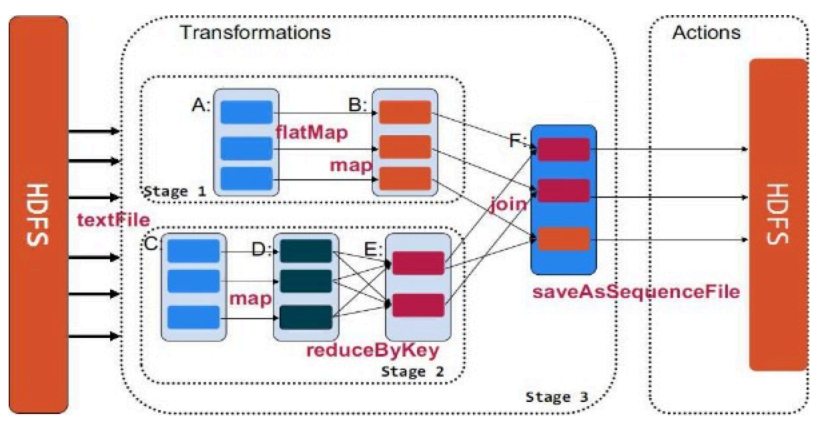 Transformations
Actions
A:
B:
flatMap
map
F:
Stage 1
HDFS
textFile
join
HDFS
C:
D:
E:
map
saveAsSequenceFile
reduceByKey
Stage 2
Stage 3